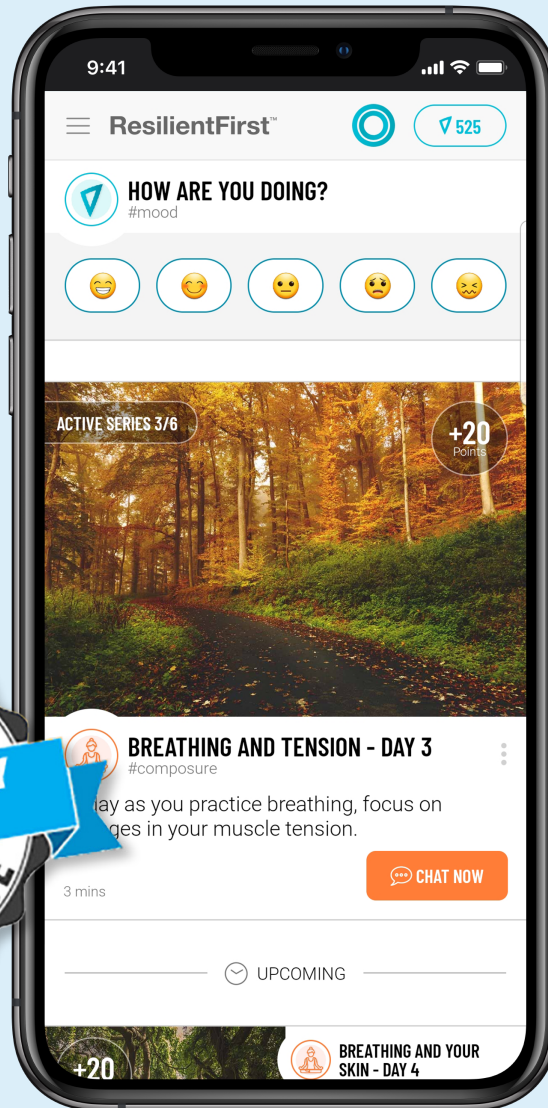 9:41
ResilientFirst™
525
HOW ARE YOU DOING?
#mood
ACTIVE SERIES 3/6
+20
Points
BREATHING AND TENSION - DAY 3
#composure
ay as you practice breathing, focus on
ges in your muscle tension.
3 mins
CHAT NOW
UPCOMING
+20
BREATHING AND YOUR
SKIN - DAY 4